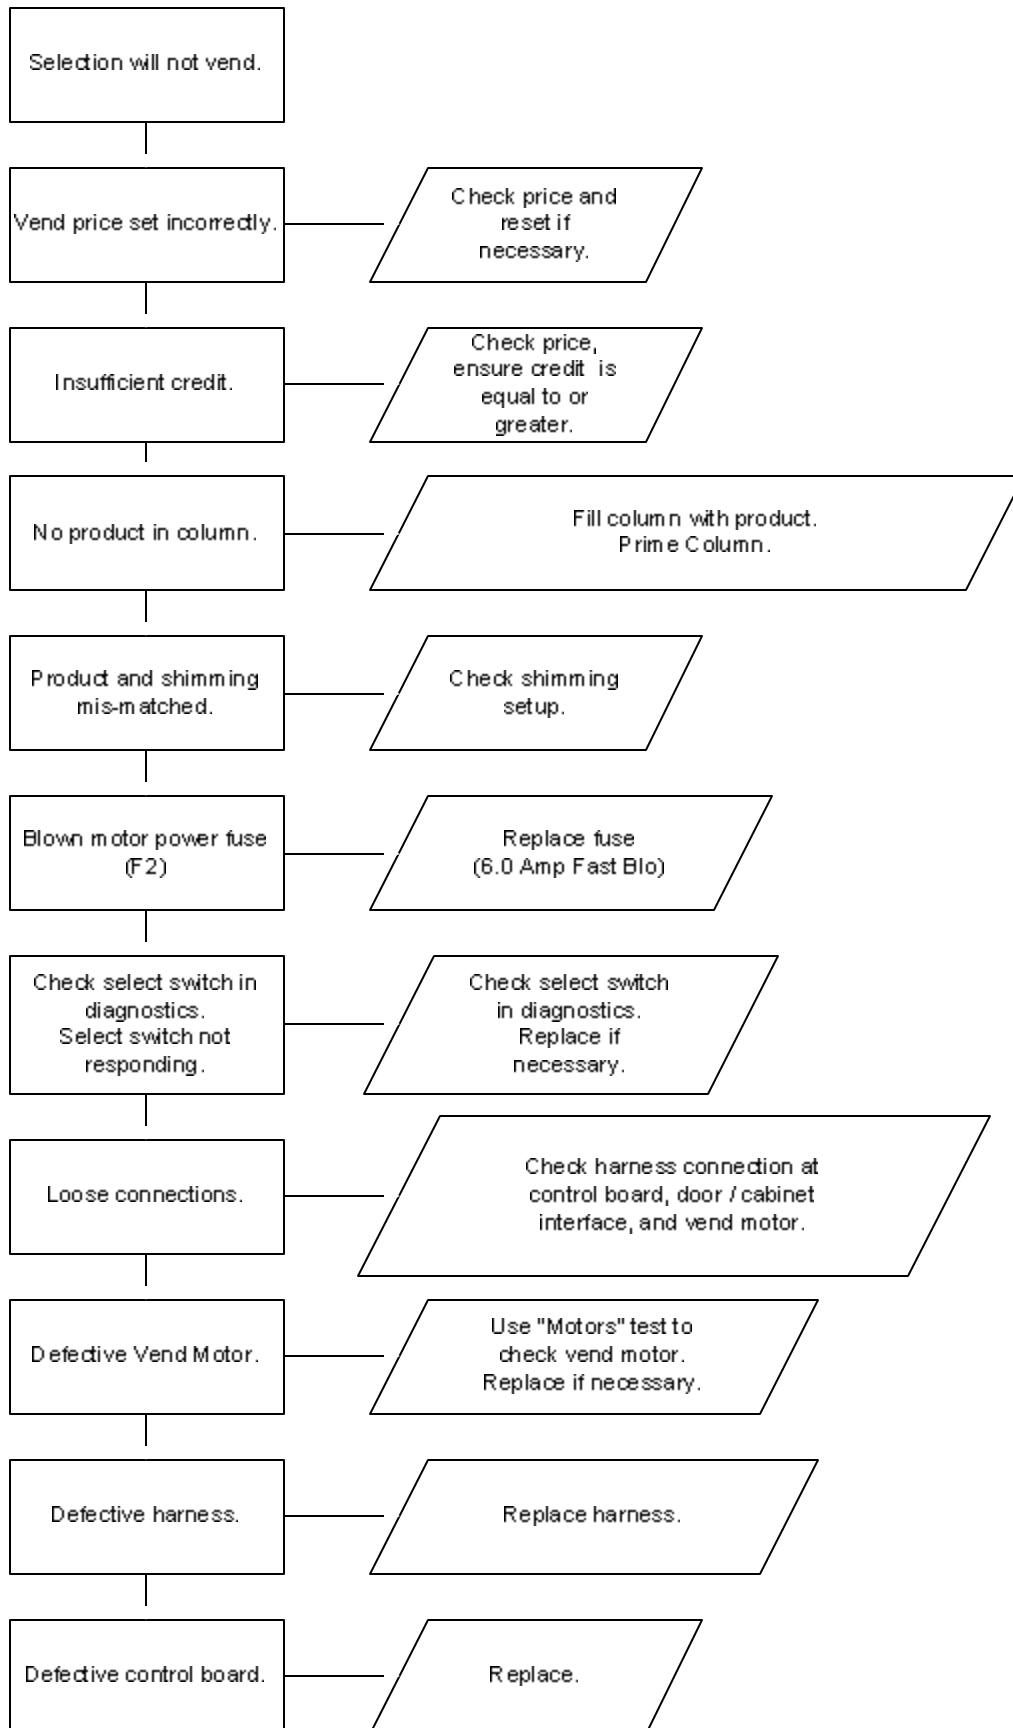 Selection will not vend.
Vend price set incorrectly.
Check price and
reset if
necessary.
Insufficient credit.
Check price,
ensure credit is
equal to or
greater.
No product in column.
Fill column with product.
Prime Column.
Product and shimming
mis-matched.
Check shimming
setup.
Blown motor power fuse
(F2)
Replace fuse
(6.0 Amp Fast Blo)
Check select switch in
diagnostics.
Select switch not
responding.
Check select switch
in diagnostics.
Replace if
necessary.
Loose connections.
Check harness connection at
control board, door / cabinet
interface, and vend motor.
Defective Vend Motor.
Use "Motors" test to
check vend motor.
Replace if necessary.
Defective harness.
Replace harness.
Defective control board.
Replace.